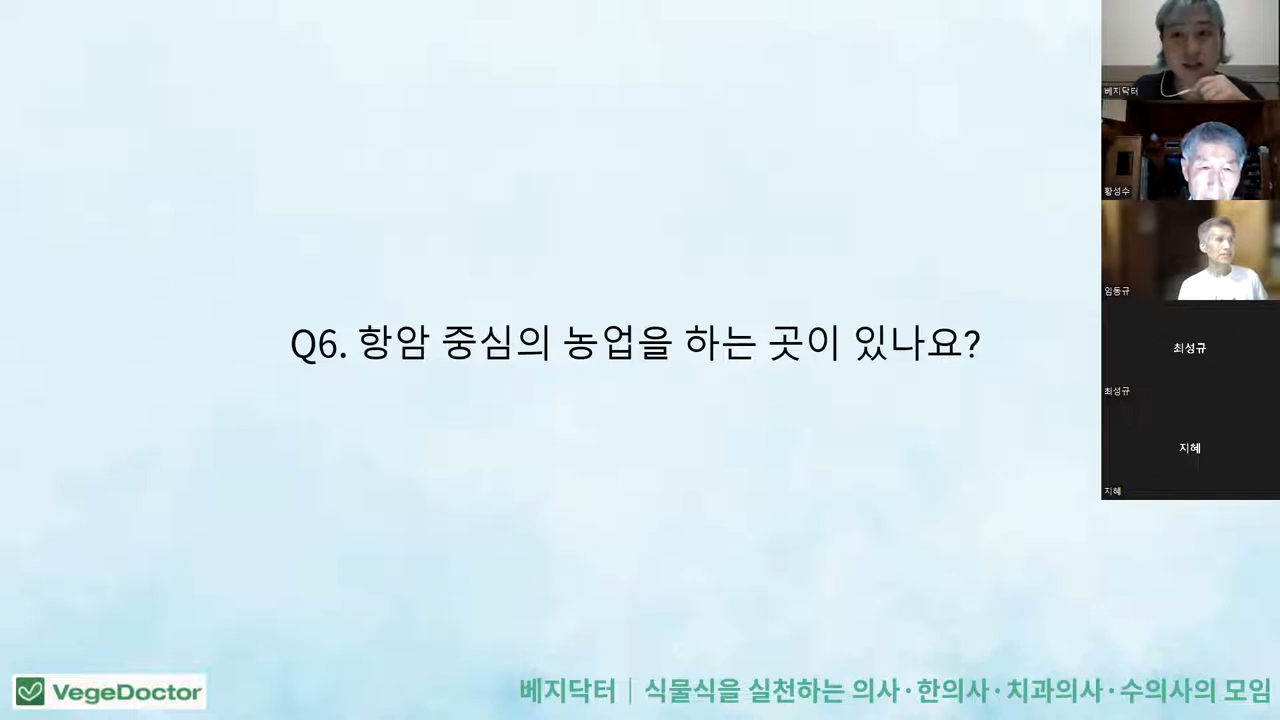 베지닥터
황성수
Q6. 항암 중심의 농업을 하는 곳이 있나요?
임동규
최성규
최성규
지혜
지혜
VegeDoctor
베지닥터 | 식물식을 실천하는 의사·한의사·치과의사·수의사의 모임